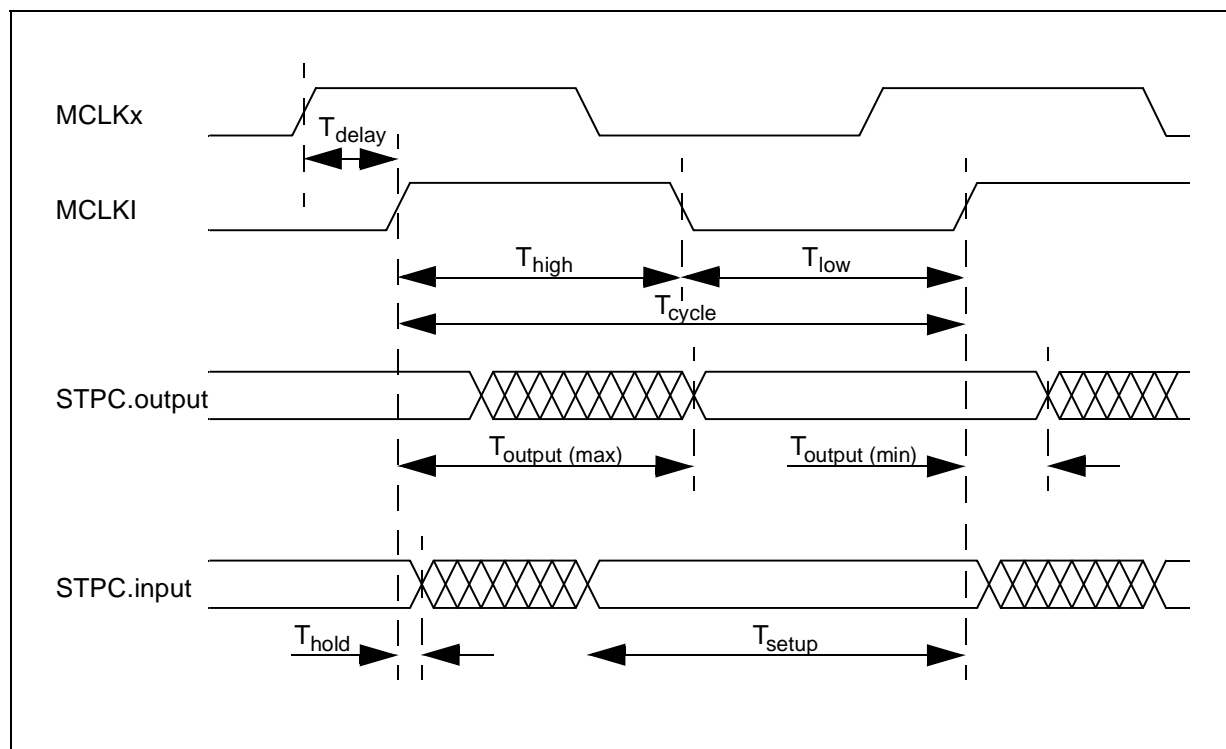 MCLKx
Tdelay
MCLKI
Thigh
Tlow
Tcycle
STPC.output
Toutput (max)
Toutput (min)
STPC.input
Thold
Tsetup